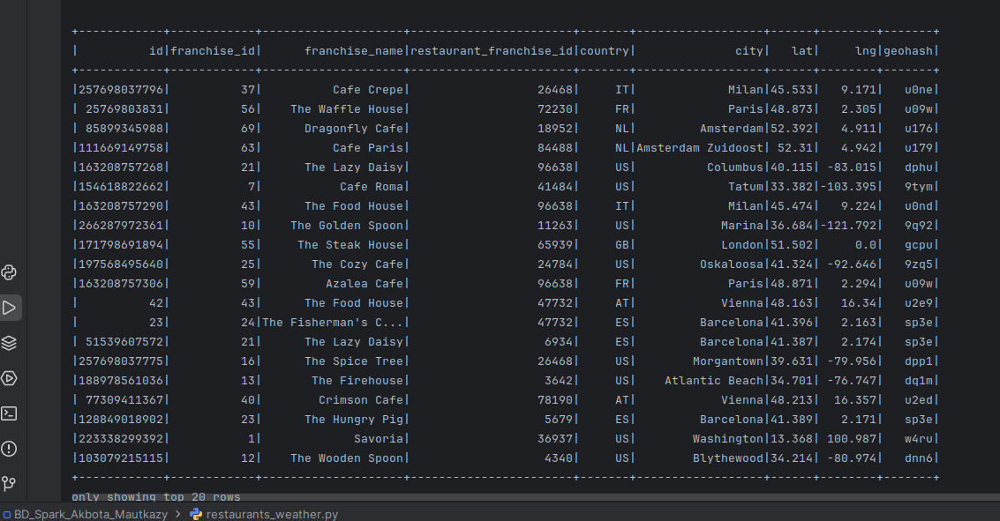 +------------+------------+--------------------+-----------------------+-------+------------------+------+--------+-------+
|          id|franchise_id|      franchise_name|restaurant_franchise_id|country|              city|   lat|     lng|geohash|
+------------+------------+--------------------+-----------------------+-------+------------------+------+--------+-------+
|257698037796|          37|          Cafe Crepe|                  26468|     IT|             Milan|45.533|   9.171|   u0ne|
| 25769803831|          56|    The Waffle House|                  72230|     FR|             Paris|48.873|   2.305|   u09w|
| 85899345988|          69|      Dragonfly Cafe|                  18952|     NL|         Amsterdam|52.392|   4.911|   u176|
|111669149758|          63|          Cafe Paris|                  84488|     NL|Amsterdam Zuidoost| 52.31|   4.942|   u179|
|163208757268|          21|      The Lazy Daisy|                  96638|     US|          Columbus|40.115| -83.015|   dphu|
|154618822662|           7|           Cafe Roma|                  41484|     US|             Tatum|33.382|-103.395|   9tym|
|163208757290|          43|      The Food House|                  96638|     IT|             Milan|45.474|   9.224|   u0nd|
|266287972361|          10|    The Golden Spoon|                  11263|     US|            Marina|36.684|-121.792|   9q92|
|171798691894|          55|     The Steak House|                  65939|     GB|            London|51.502|     0.0|   gcpu|
|197568495640|          25|       The Cozy Cafe|                  24784|     US|         Oskaloosa|41.324| -92.646|   9zq5|
|163208757306|          59|         Azalea Cafe|                  96638|     FR|             Paris|48.871|   2.294|   u09w|
|          42|          43|      The Food House|                  47732|     AT|            Vienna|48.163|   16.34|   u2e9|
|          23|          24|The Fisherman's C...|                  47732|     ES|         Barcelona|41.396|   2.163|   sp3e|
| 51539607572|          21|      The Lazy Daisy|                   6934|     ES|         Barcelona|41.387|   2.174|   sp3e|
|257698037775|          16|      The Spice Tree|                  26468|     US|        Morgantown|39.631| -79.956|   dpp1|
|188978561036|          13|       The Firehouse|                   3642|     US|    Atlantic Beach|34.701| -76.747|   dq1m|
| 77309411367|          40|        Crimson Cafe|                  78190|     AT|            Vienna|48.213|  16.357|   u2ed|
|128849018902|          23|      The Hungry Pig|                   5679|     ES|         Barcelona|41.389|   2.171|   sp3e|
|223338299392|           1|             Savoria|                  36937|     US|        Washington|13.368| 100.987|   w4ru|
|103079215115|          12|    The Wooden Spoon|                   4340|     US|        Blythewood|34.214| -80.974|   dnn6|
+------------+------------+--------------------+-----------------------+-------+------------------+------+--------+-------+
only showing top 20 rows
BD_Spark_Akbota_Mautkazy > restaurants_weather.py